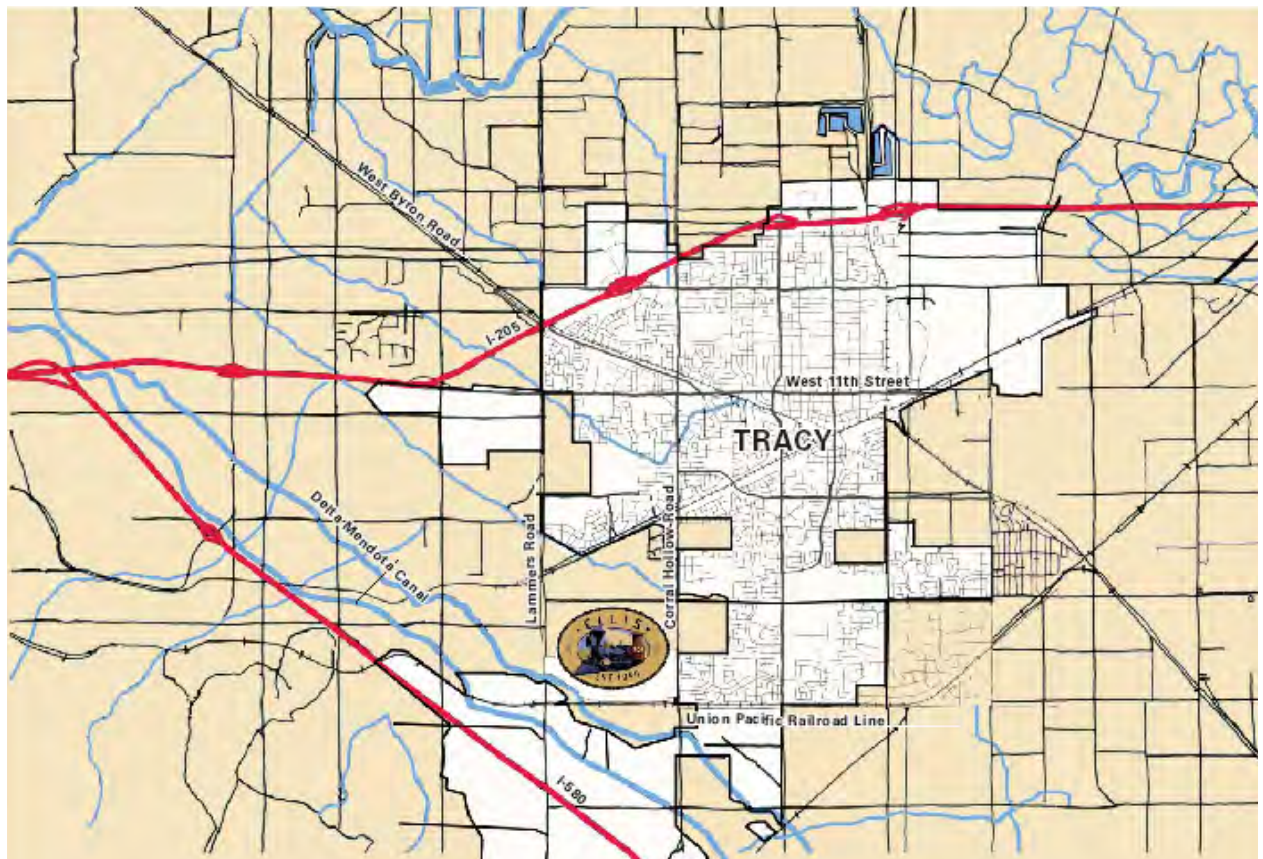 West Byron Road
I-205
West 11th Street
TRACY
Delta-Mendota Canal
Lammers Road
Corral Hollow Road
ELLIS
Union Pacific Railroad Line
I-580